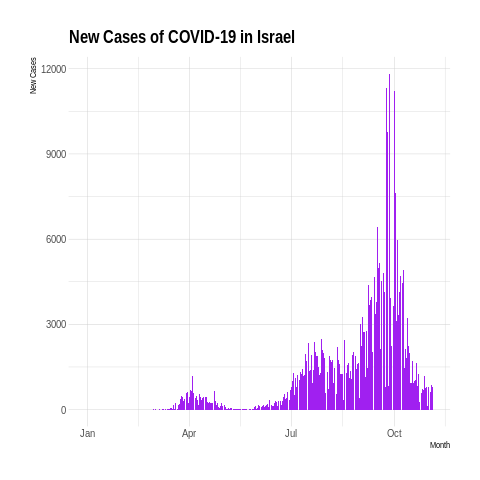 New Cases of COVID-19 in Israel
New Cases
12000
9000
6000
3000
0
Jan Apr Jul Oct
Month